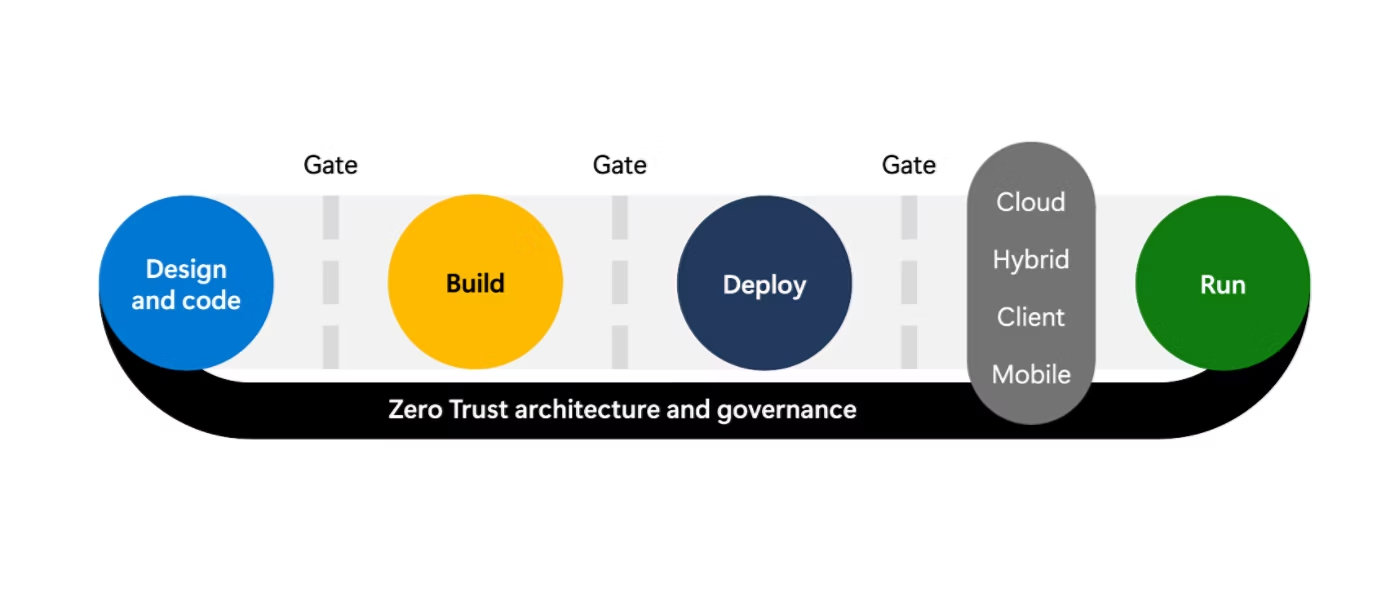 Gate
Gate
Gate
Design
and code
Build
Deploy
Cloud
Hybrid
Client
Mobile
Run
Zero Trust architecture and governance